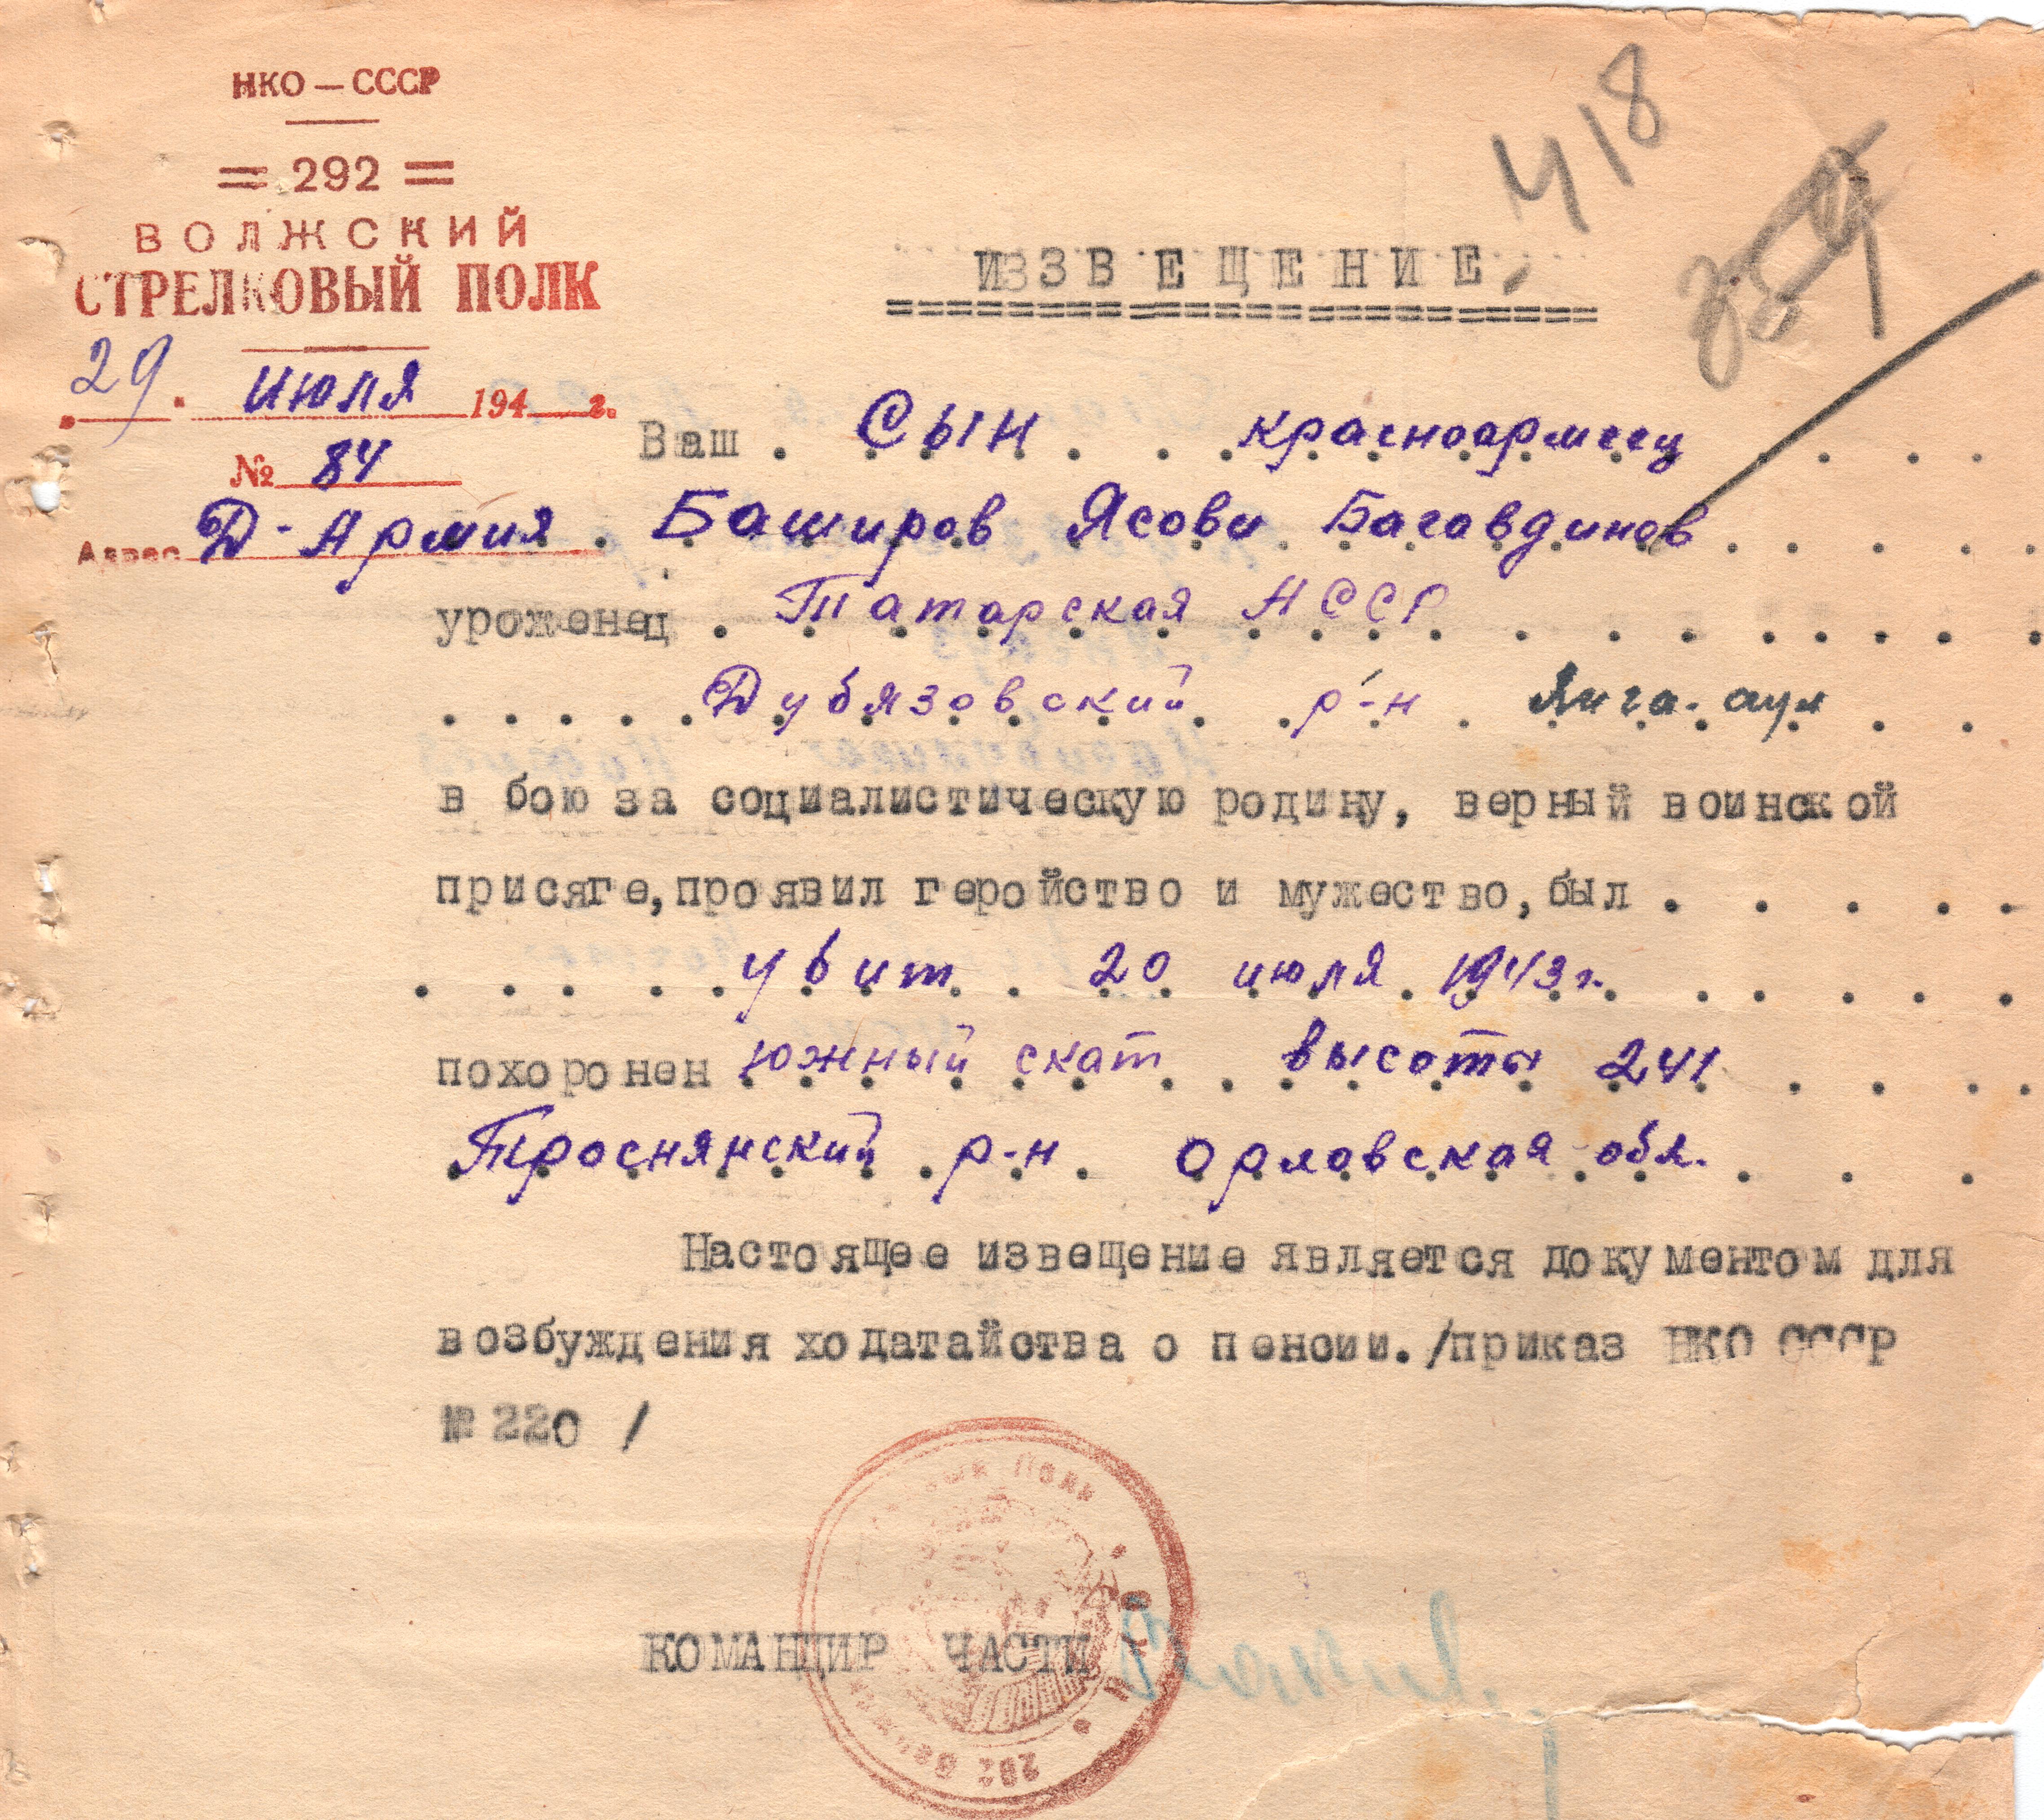 НКО — СССР
= 292 =
ВОЛЖСКИЙ
СТРЕЛКОВЫЙ ПОЛК
29. июля 194 г.
№ 84
Адрес Д-Армия
418
ИЗВЕЩЕНИЕ.
Ваш . Сын . . красноармеец . . . .
Баширов Ясови Багавдинов . . . . .
уроженец . Татарская АССР . . . . . . .
. . . . . Дубязовский р-н Янга-аул . .
в бою за социалистическую родину, верный воинской
присяге, проявил геройство и мужество, был . . . . .
. . . . убит 20 июля 1943 г. . . . . .
похоронен южный скат высоты 241 . . . .
Троснянский р-н Орловская обл. . . .
Настоящее извещение является документом для
возбуждения ходатайства о пенсии. /приказ НКО СССР
№ 220 /
КОМАНДИР ЧАСТИ